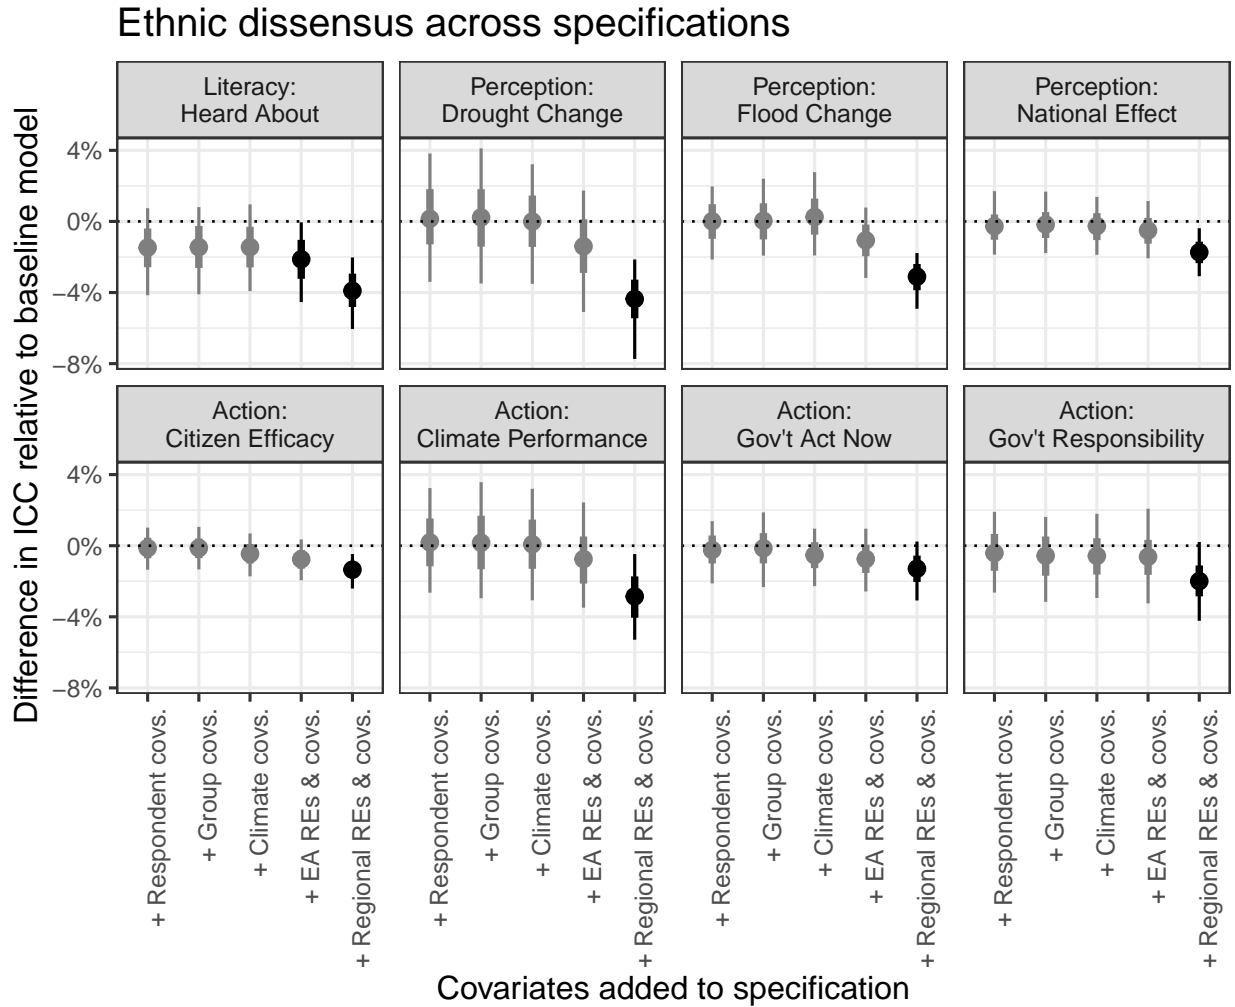 Ethnic dissensus across specifications
Difference in ICC relative to baseline model
Literacy:
Heard About
Perception:
Drought Change
Perception:
Flood Change
Perception:
National Effect
4%
0%
−4%
−8%
Action:
Citizen Efficacy
Action:
Climate Performance
Action:
Gov't Act Now
Action:
Gov't Responsibility
4%
0%
−4%
−8%
+ Respondent covs.
+ Group covs.
+ Climate covs.
+ EA REs & covs.
+ Regional REs & covs.
+ Respondent covs.
+ Group covs.
+ Climate covs.
+ EA REs & covs.
+ Regional REs & covs.
+ Respondent covs.
+ Group covs.
+ Climate covs.
+ EA REs & covs.
+ Regional REs & covs.
+ Respondent covs.
+ Group covs.
+ Climate covs.
+ EA REs & covs.
+ Regional REs & covs.
Covariates added to specification